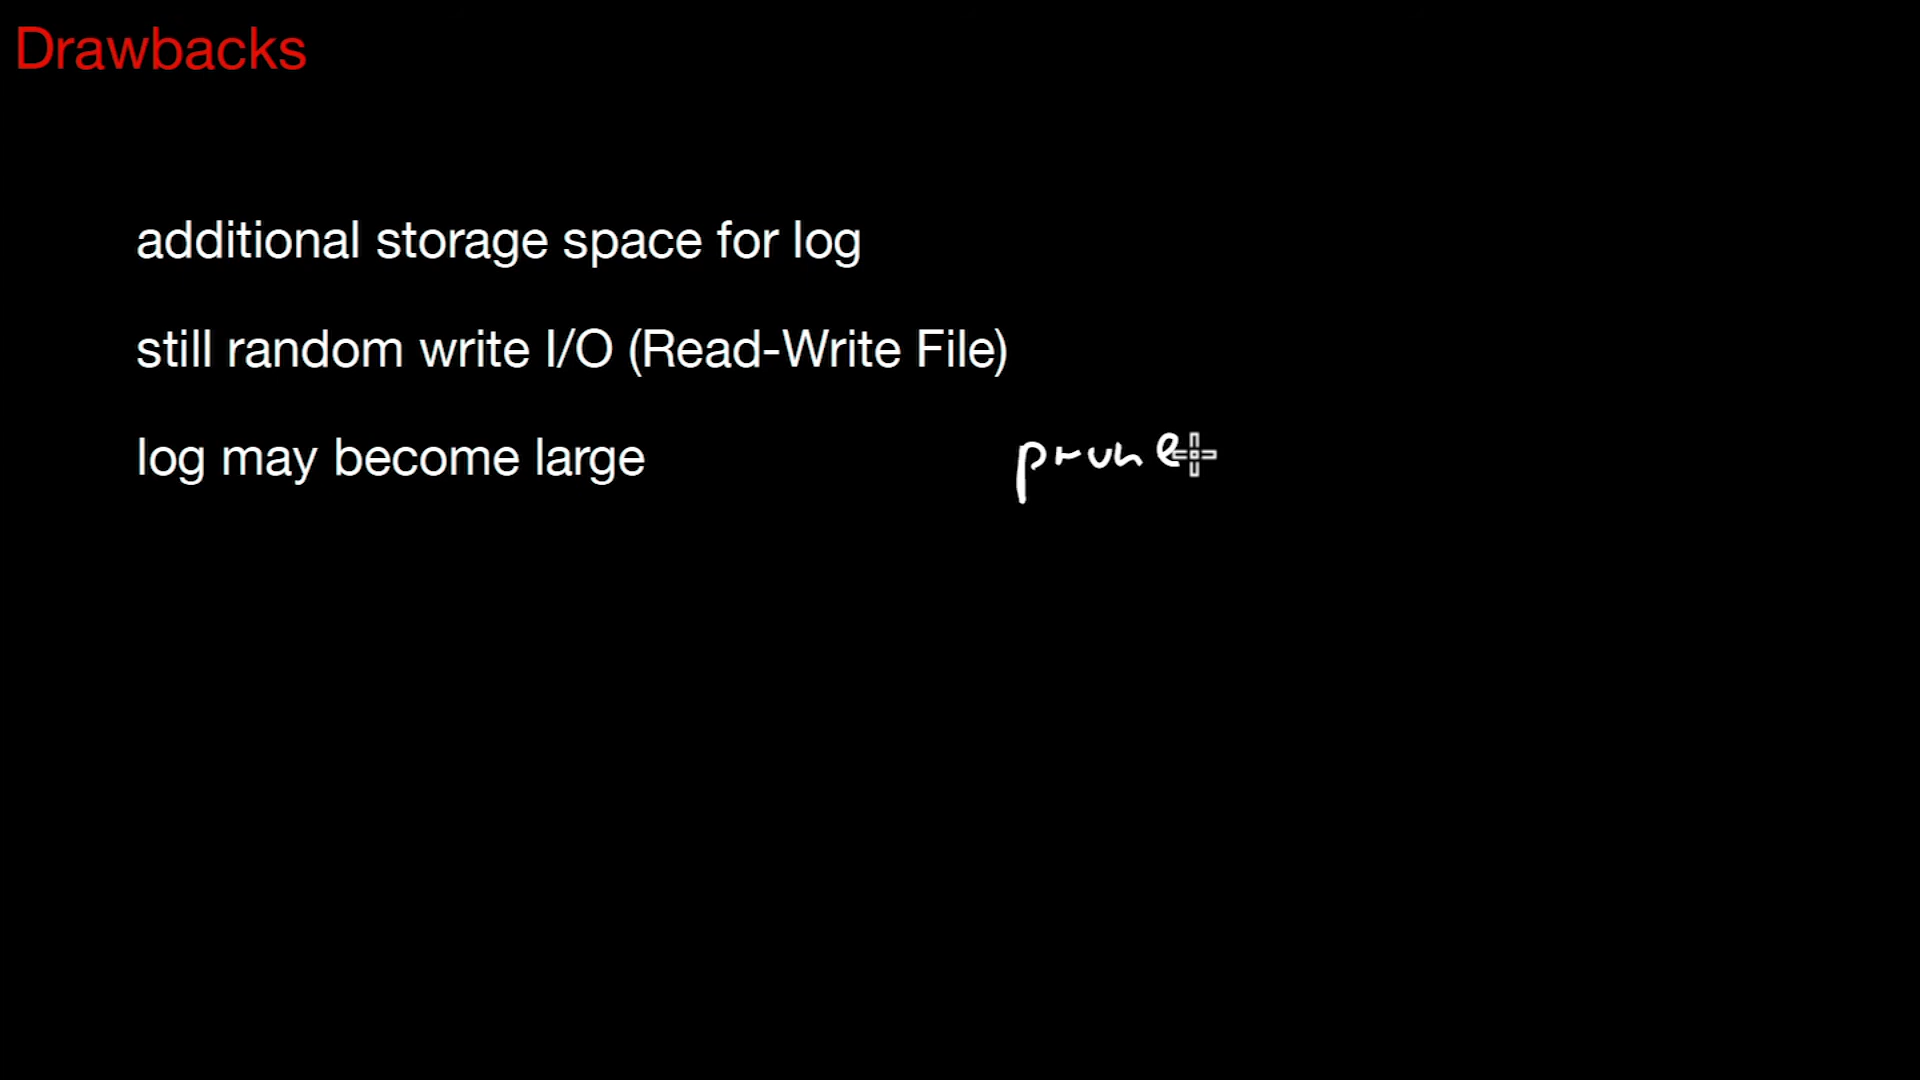 Drawbacks
additional storage space for log
still random write I/O (Read-Write File)
log may become large
prune